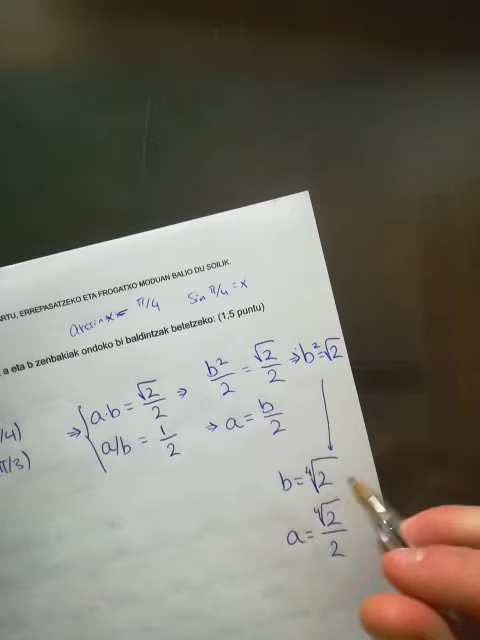 ARTU, ERREPASATZEKO ETA FROGATXO MODUAN BALIO DU SOILIK.
arcsin x = π/4 sin π/4 = x
a eta b zenbakiak ondoko bi baldintzak betetzeko: (1,5 puntu)
/4) ⇒ { a·b = √2/2 ⇒ b²/2 = √2/2 ⇒ b² = √2
π/3) a/b = 1/2 ⇒ a = b/2
b = ⁴√2
a = ⁴√2/2